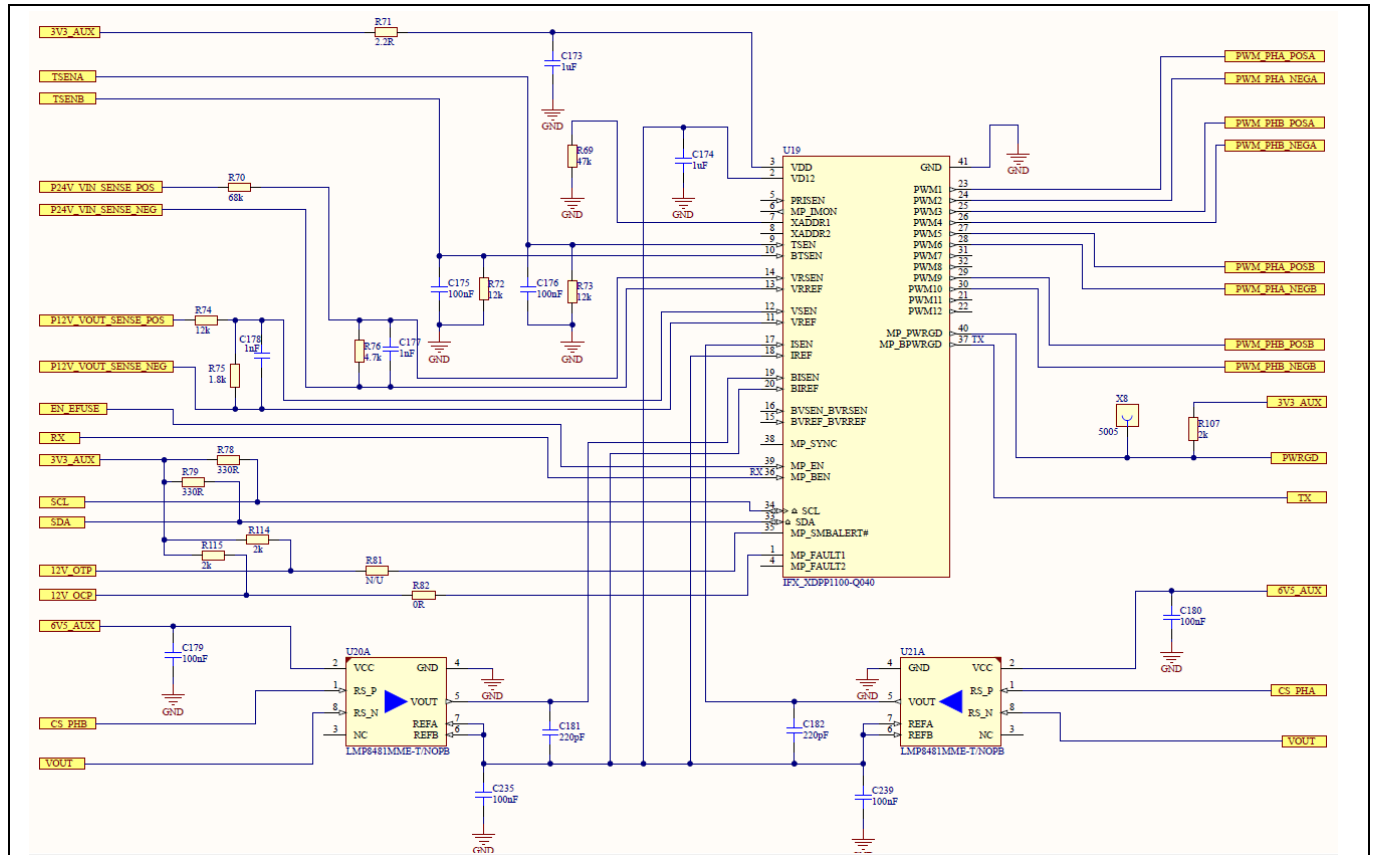 3V3_AUX
R71
2.2R
C173
1uF
GND
TSENA
TSENB
R69
47k
GND
C174
1uF
GND
P24V_VIN_SENSE_POS
R70
68k
P24V_VIN_SENSE_NEG
C175
100nF
R72
12k
GND
C176
100nF
R73
12k
GND
P12V_VOUT_SENSE_POS
R74
12k
C178
1nF
R75
1.8k
R76
4.7k
C177
1nF
P12V_VOUT_SENSE_NEG
EN_EFUSE
RX
3V3_AUX
R78
330R
R79
330R
SCL
SDA
R114
2k
R115
2k
12V_OTP
R81
N/U
12V_OCP
R82
0R
U19
3 VDD
2 VD12
5 PRISEN
6 MP_IMON
7 XADDR1
8 XADDR2
9 TSEN
10 BTSEN
14 VRSEN
13 VRREF
12 VSEN
11 VREF
17 ISEN
18 IREF
19 BISEN
20 BIREF
16 BVSEN_BVRSEN
15 BVREF_BVRREF
38 MP_SYNC
39 MP_EN
RX 36 MP_BEN
34 SCL
33 SDA
35 MP_SMBALERT#
1 MP_FAULT1
4 MP_FAULT2
GND 41
PWM1 23
PWM2 24
PWM3 25
PWM4 26
PWM5 27
PWM6 28
PWM7 31
PWM8 32
PWM9 29
PWM10 30
PWM11 21
PWM12 22
MP_PWRGD 40
MP_BPWRGD 37 TX
IFX_XDPP1100-Q040
GND
PWM_PHA_POSA
PWM_PHA_NEGA
PWM_PHB_POSA
PWM_PHB_NEGA
PWM_PHA_POSB
PWM_PHA_NEGB
PWM_PHB_POSB
PWM_PHB_NEGB
X8
5005
3V3_AUX
R107
2k
PWRGD
TX
6V5_AUX
C179
100nF
GND
CS_PHB
VOUT
U20A
2 VCC
1 RS_P
8 RS_N
3 NC
GND 4
VOUT 5
REFA 7
REFB 6
LMP8481MME-T/NOPB
GND
C181
220pF
C235
100nF
GND
U21A
4 GND
5 VOUT
7 REFA
6 REFB
VCC 2
RS_P 1
RS_N 8
NC 3
LMP8481MME-T/NOPB
GND
C182
220pF
C239
100nF
6V5_AUX
C180
100nF
GND
CS_PHA
VOUT